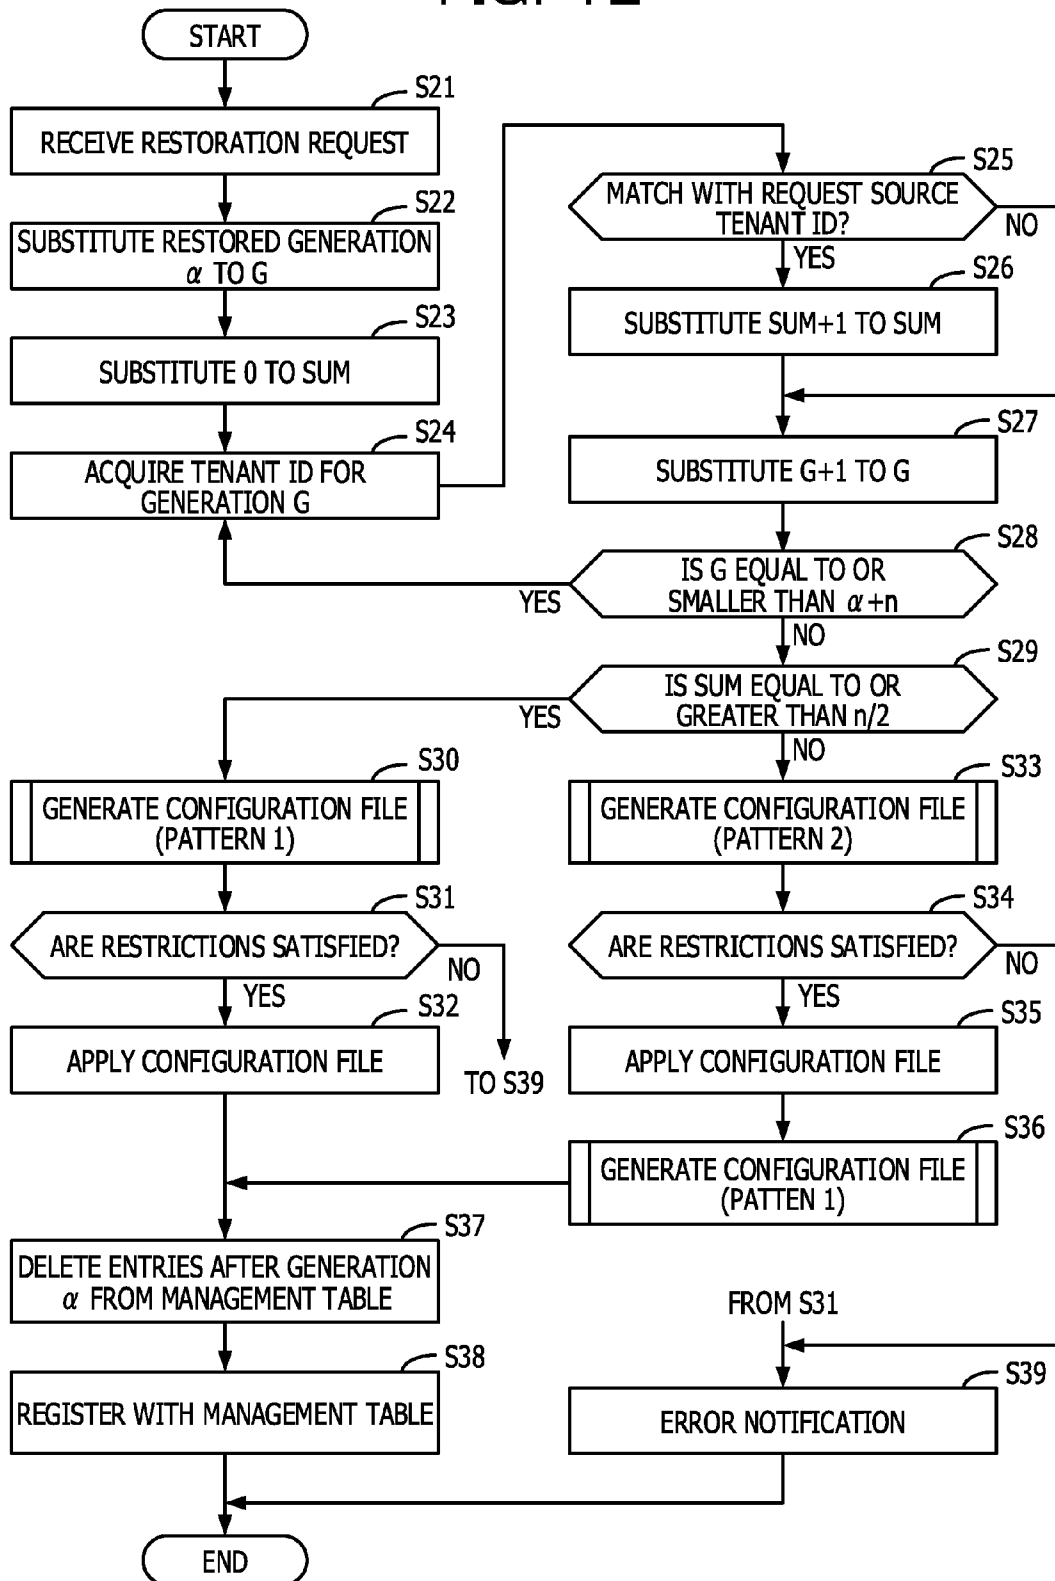 START
S21
RECEIVE RESTORATION REQUEST
S22
SUBSTITUTE RESTORED GENERATION
α TO G
S23
SUBSTITUTE 0 TO SUM
S24
ACQUIRE TENANT ID FOR
GENERATION G
S25
MATCH WITH REQUEST SOURCE
TENANT ID?
NO
YES
S26
SUBSTITUTE SUM+1 TO SUM
S27
SUBSTITUTE G+1 TO G
S28
IS G EQUAL TO OR
SMALLER THAN α+n
YES
NO
S29
IS SUM EQUAL TO OR
GREATER THAN n/2
YES
NO
S30
GENERATE CONFIGURATION FILE
(PATTERN 1)
S31
ARE RESTRICTIONS SATISFIED?
NO
YES
TO S39
S32
APPLY CONFIGURATION FILE
S33
GENERATE CONFIGURATION FILE
(PATTERN 2)
S34
ARE RESTRICTIONS SATISFIED?
NO
YES
S35
APPLY CONFIGURATION FILE
S36
GENERATE CONFIGURATION FILE
(PATTEN 1)
S37
DELETE ENTRIES AFTER GENERATION
α FROM MANAGEMENT TABLE
S38
REGISTER WITH MANAGEMENT TABLE
FROM S31
S39
ERROR NOTIFICATION
END